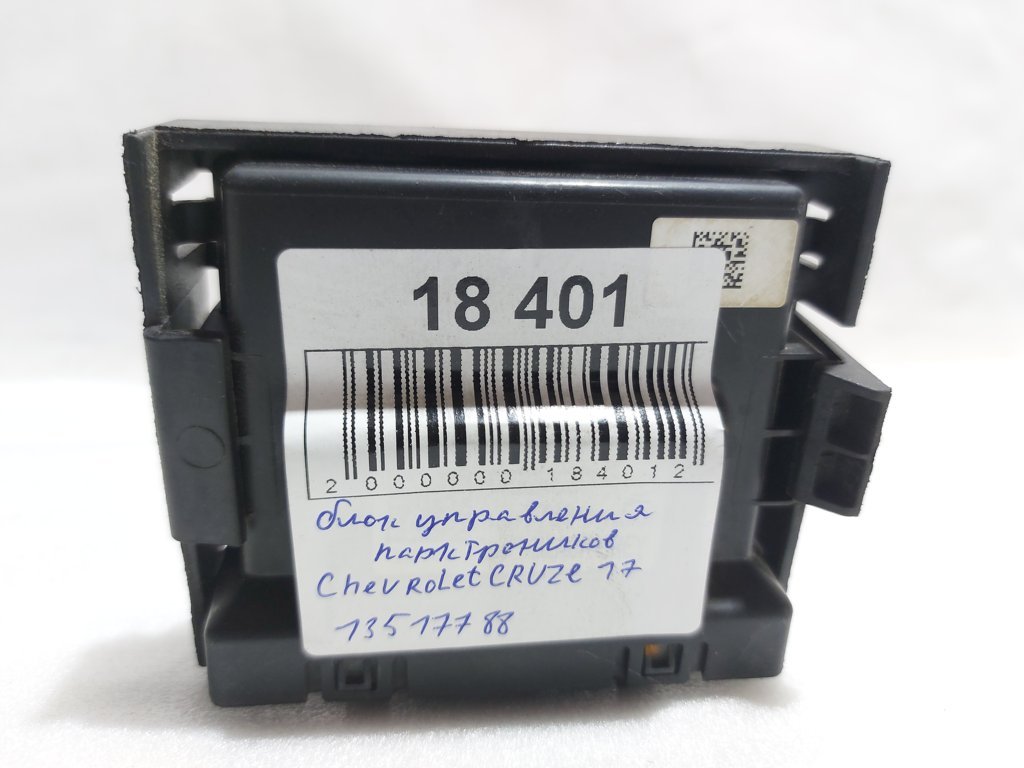 18 401
2 000000 184012
блок управления
парктроников
Chevrolet CRUZE 17
13517788